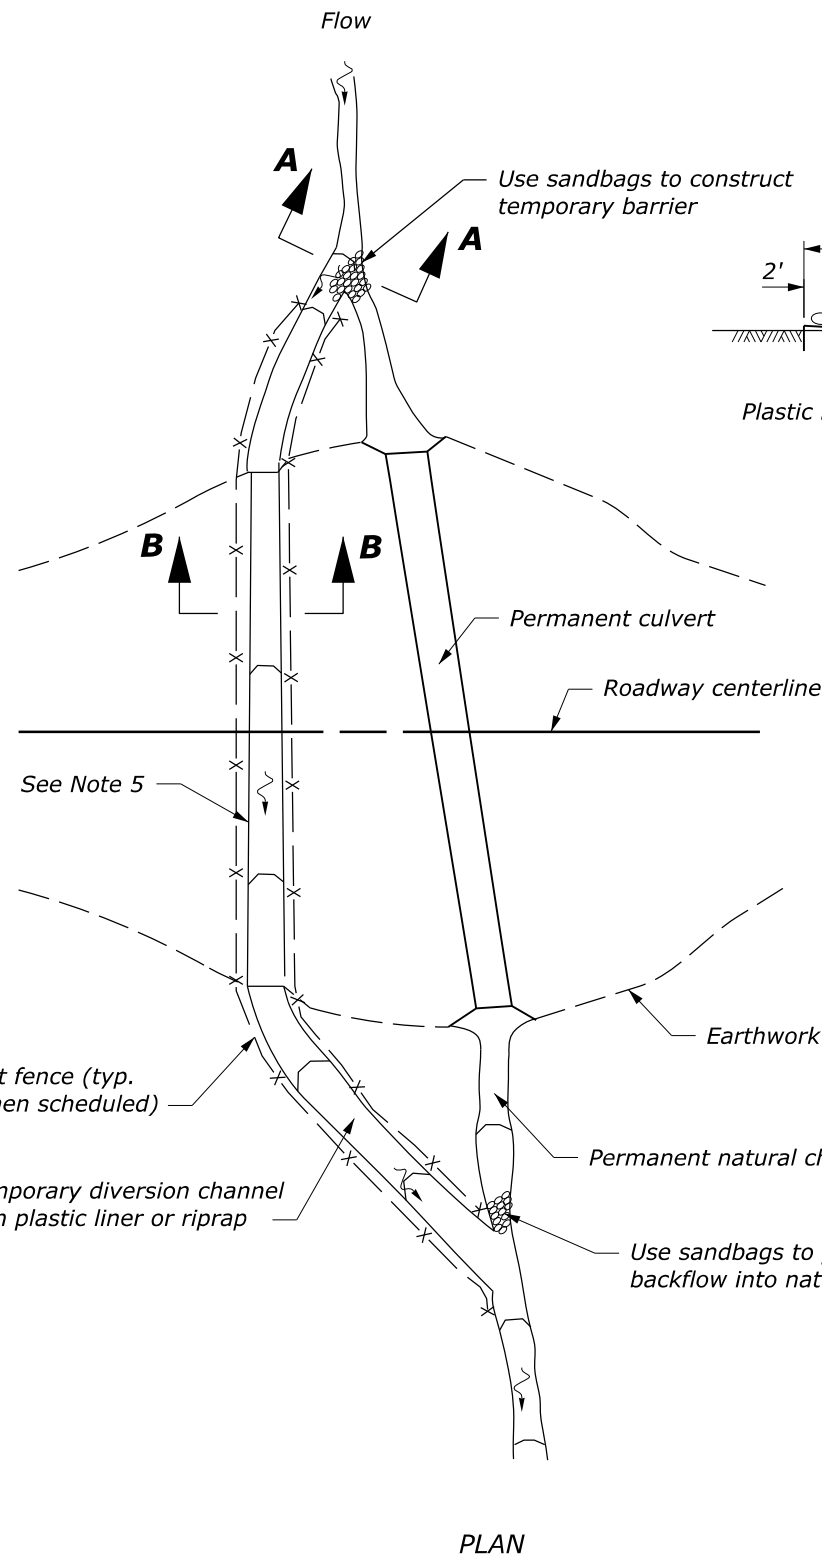 Flow
A
Use sandbags to construct
temporary barrier
A
2'
Plastic
B
B
Permanent culvert
Roadway centerline
See Note 5
Earthwork
t fence (typ.
en scheduled)
Permanent natural ch
mporary diversion channel
n plastic liner or riprap
Use sandbags to
backflow into nat
PLAN